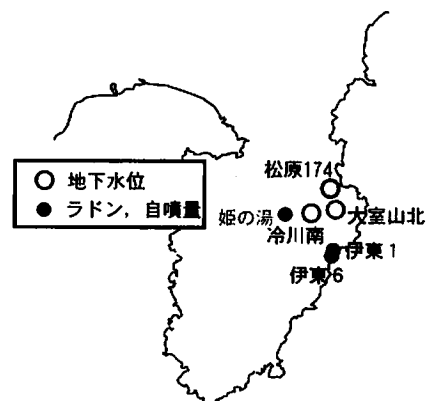 松原174
地下水位
ラドン，自噴量
姫の湯
大室山北
冷川南
伊東1
伊東6